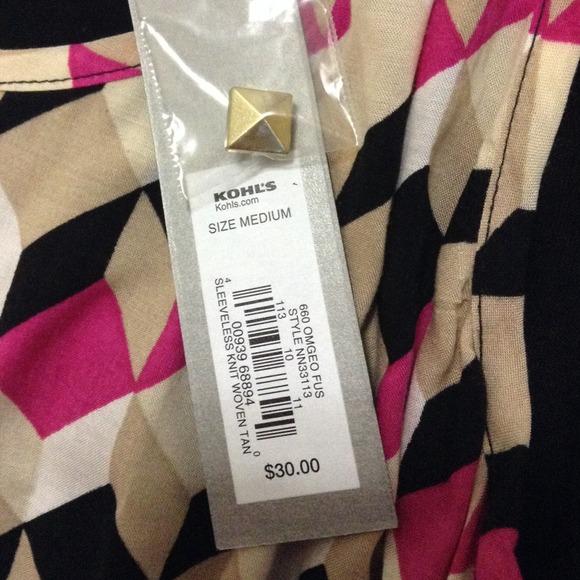 KOHL'S
Kohls.com
SIZE MEDIUM
660 OMGEO FUS
STYLE NN33113
113 10 11
4 00939 68894 0
SLEEVELESS KNIT WOVEN TAN
$30.00